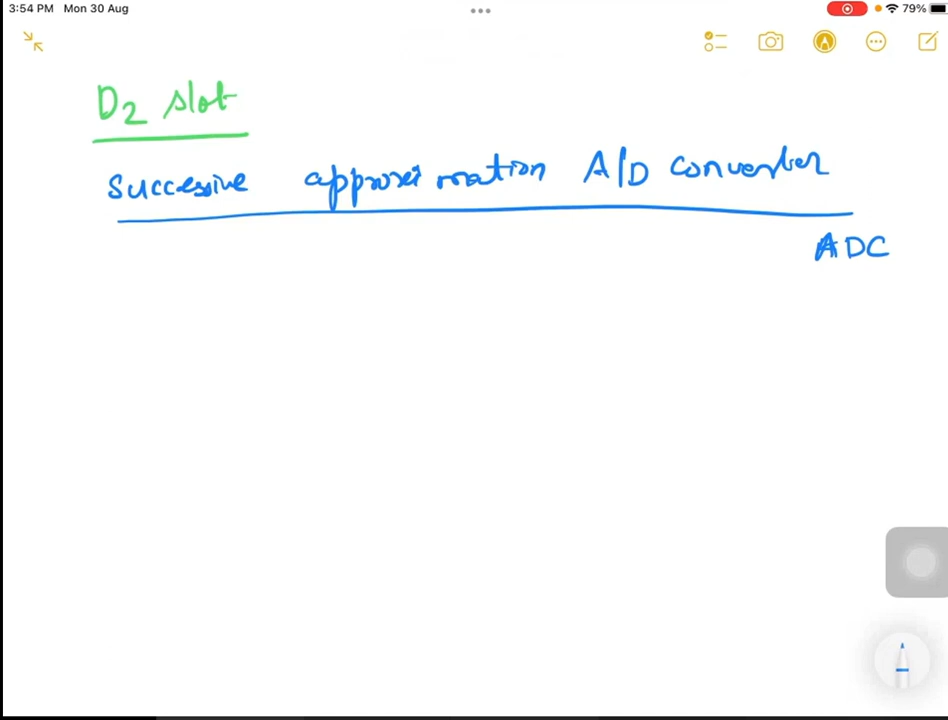 3:54 PM Mon 30 Aug
79%
D2 slot
Successive approximation A/D converter
ADC